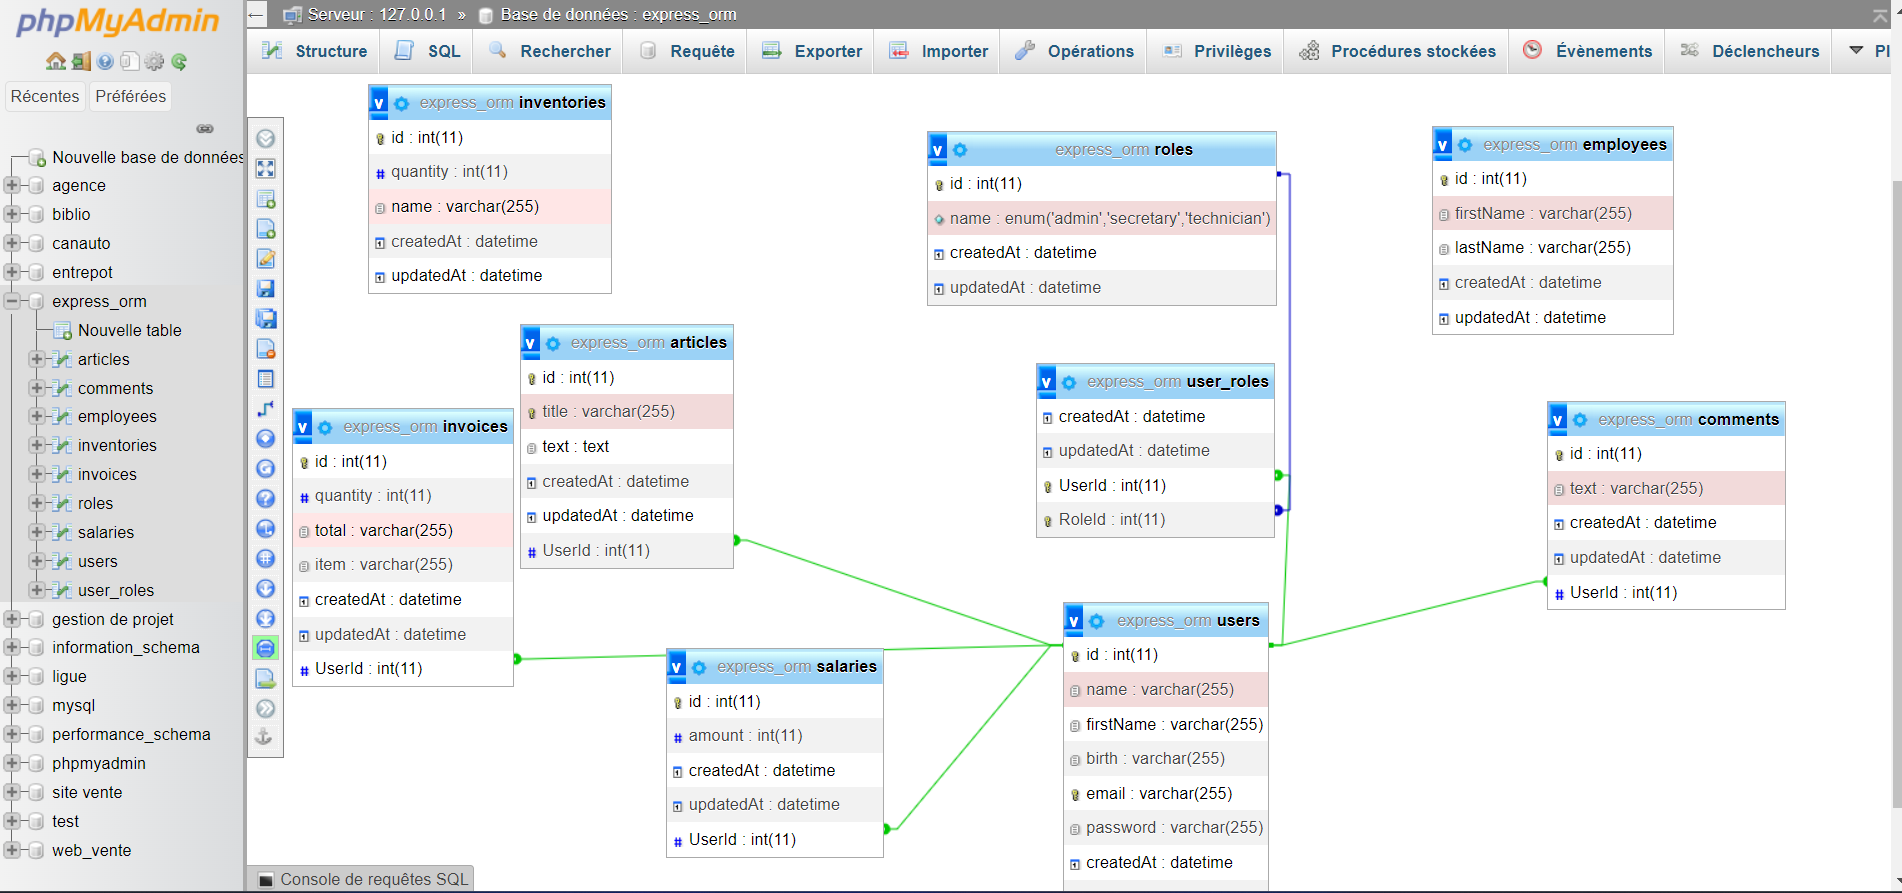 phpMyAdmin
Récentes
Préférées
Nouvelle base de données
agence
biblio
canauto
entrepot
express_orm
Nouvelle table
articles
comments
employees
inventories
invoices
roles
salaries
users
user_roles
gestion de projet
information_schema
ligue
mysql
performance_schema
phpmyadmin
site vente
test
web_vente
Serveur : 127.0.0.1 » Base de données : express_orm
Structure
SQL
Rechercher
Requête
Exporter
Importer
Opérations
Privilèges
Procédures stockées
Évènements
Déclencheurs
Pl
v express_orm inventories
id : int(11)
# quantity : int(11)
name : varchar(255)
createdAt : datetime
updatedAt : datetime
v express_orm roles
id : int(11)
name : enum('admin','secretary','technician')
createdAt : datetime
updatedAt : datetime
v express_orm employees
id : int(11)
firstName : varchar(255)
lastName : varchar(255)
createdAt : datetime
updatedAt : datetime
v express_orm articles
id : int(11)
title : varchar(255)
text : text
createdAt : datetime
updatedAt : datetime
# UserId : int(11)
v express_orm user_roles
createdAt : datetime
updatedAt : datetime
UserId : int(11)
RoleId : int(11)
v express_orm invoices
id : int(11)
# quantity : int(11)
total : varchar(255)
item : varchar(255)
createdAt : datetime
updatedAt : datetime
# UserId : int(11)
v express_orm comments
id : int(11)
text : varchar(255)
createdAt : datetime
updatedAt : datetime
# UserId : int(11)
v express_orm salaries
id : int(11)
# amount : int(11)
createdAt : datetime
updatedAt : datetime
# UserId : int(11)
v express_orm users
id : int(11)
name : varchar(255)
firstName : varchar(255)
birth : varchar(255)
email : varchar(255)
password : varchar(255)
createdAt : datetime
Console de requêtes SQL